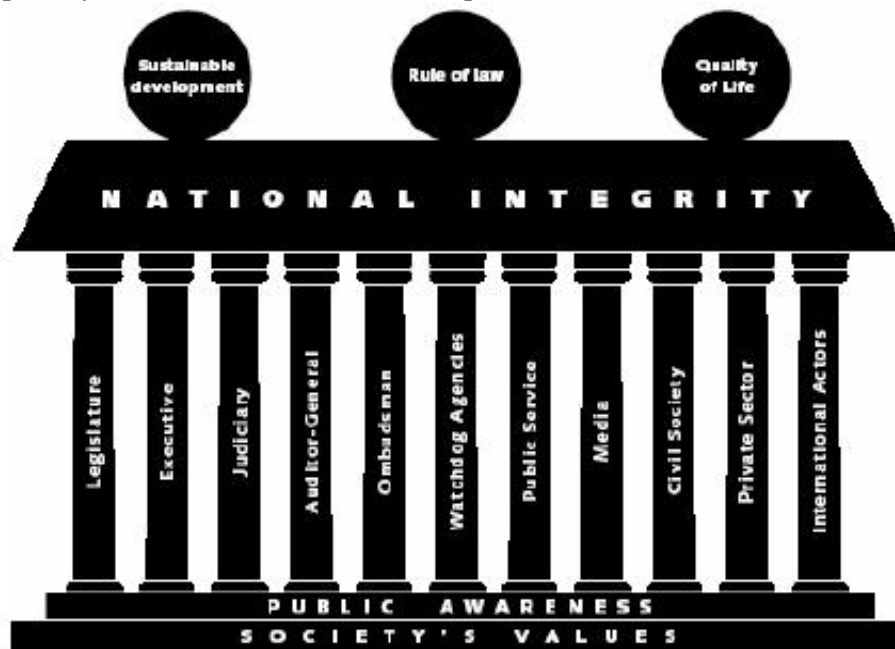 Sustainable
development
Rule of law
Quality
of Life
NATIONAL INTEGRITY
Legislature
Executive
Judiciary
Auditor-General
Ombudsman
Watchdog Agencies
Public Service
Media
Civil Society
Private Sector
International Actors
PUBLIC AWARENESS
SOCIETY'S VALUES